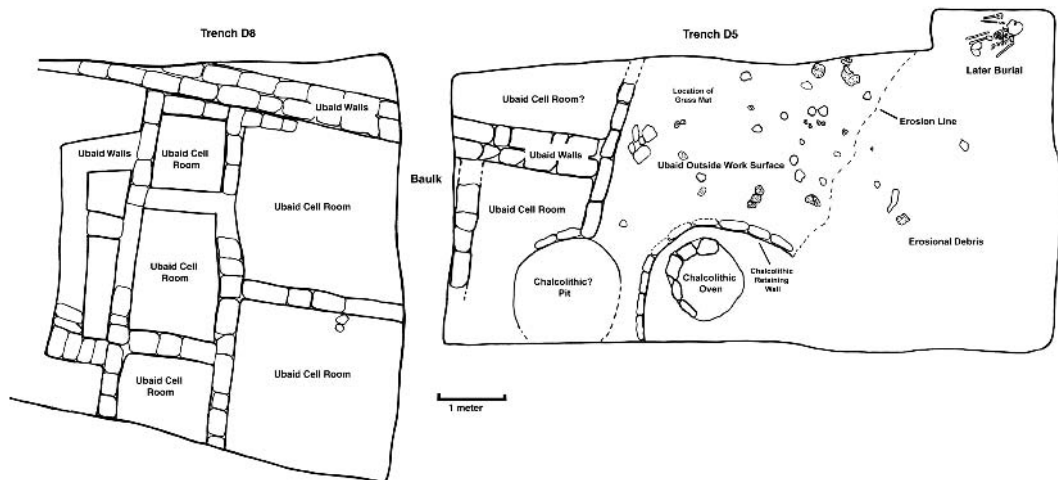 Trench D8
Trench D5
Later Burial
Ubaid Walls
Ubaid Cell Room?
Location of
Grass Mat
Erosion Line
Ubaid Walls
Ubaid Cell
Room
Ubaid Walls
Baulk
Ubaid Outside Work Surface
Ubaid Cell Room
Ubaid Cell Room
Erosional Debris
Ubaid Cell
Room
Chalcolithic?
Pit
Chalcolithic
Oven
Chalcolithic
Retaining
Wall
Ubaid Cell Room
Ubaid Cell
Room
1 meter